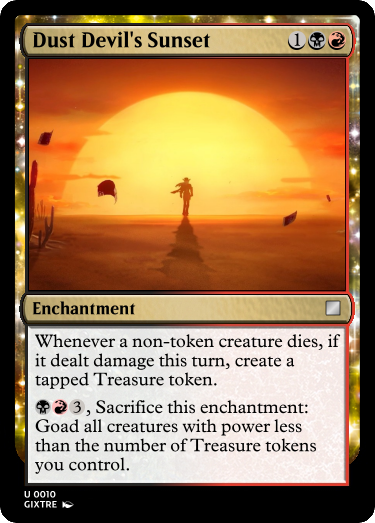 Dust Devil's Sunset 1
Enchantment
Whenever a non-token creature dies, if
it dealt damage this turn, create a
tapped Treasure token.
3, Sacrifice this enchantment:
Goad all creatures with power less
than the number of Treasure tokens
you control.
U 0010
GIXTRE